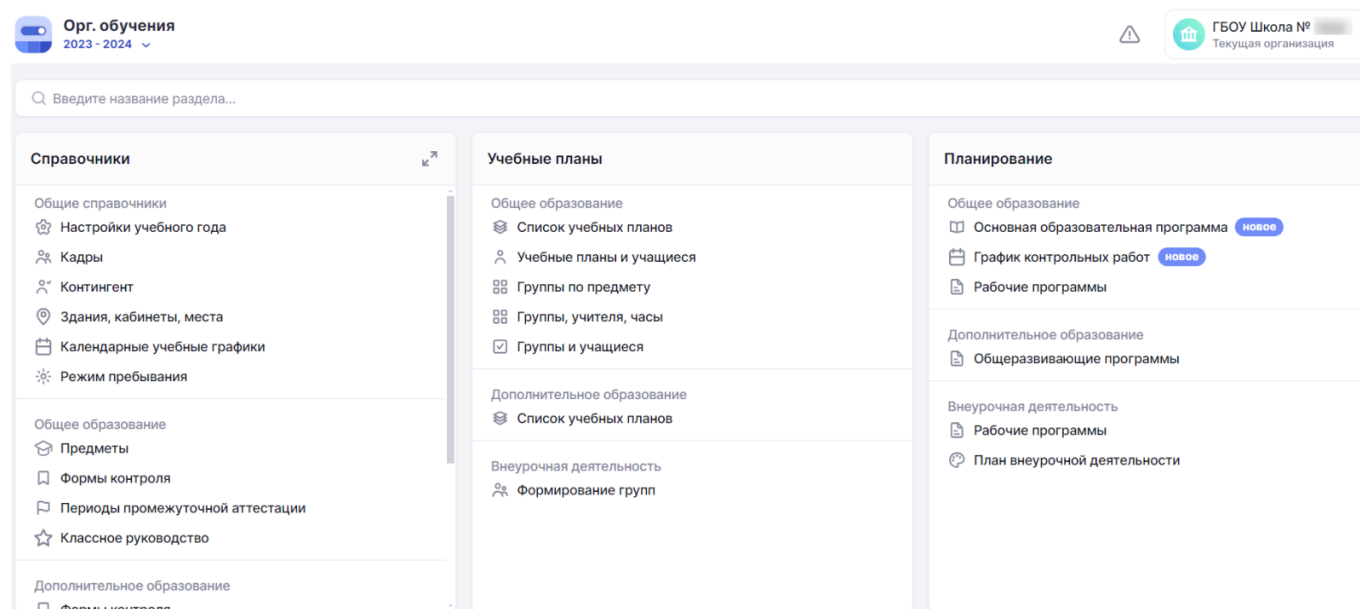 Орг. обучения
2023 - 2024
ГБОУ Школа №
Текущая организация
Введите название раздела...
Справочники
Общие справочники
Настройки учебного года
Кадры
Контингент
Здания, кабинеты, места
Календарные учебные графики
Режим пребывания
Общее образование
Предметы
Формы контроля
Периоды промежуточной аттестации
Классное руководство
Дополнительное образование
Формы контроля
Учебные планы
Общее образование
Список учебных планов
Учебные планы и учащиеся
Группы по предмету
Группы, учителя, часы
Группы и учащиеся
Дополнительное образование
Список учебных планов
Внеурочная деятельность
Формирование групп
Планирование
Общее образование
Основная образовательная программа новое
График контрольных работ новое
Рабочие программы
Дополнительное образование
Общеразвивающие программы
Внеурочная деятельность
Рабочие программы
План внеурочной деятельности